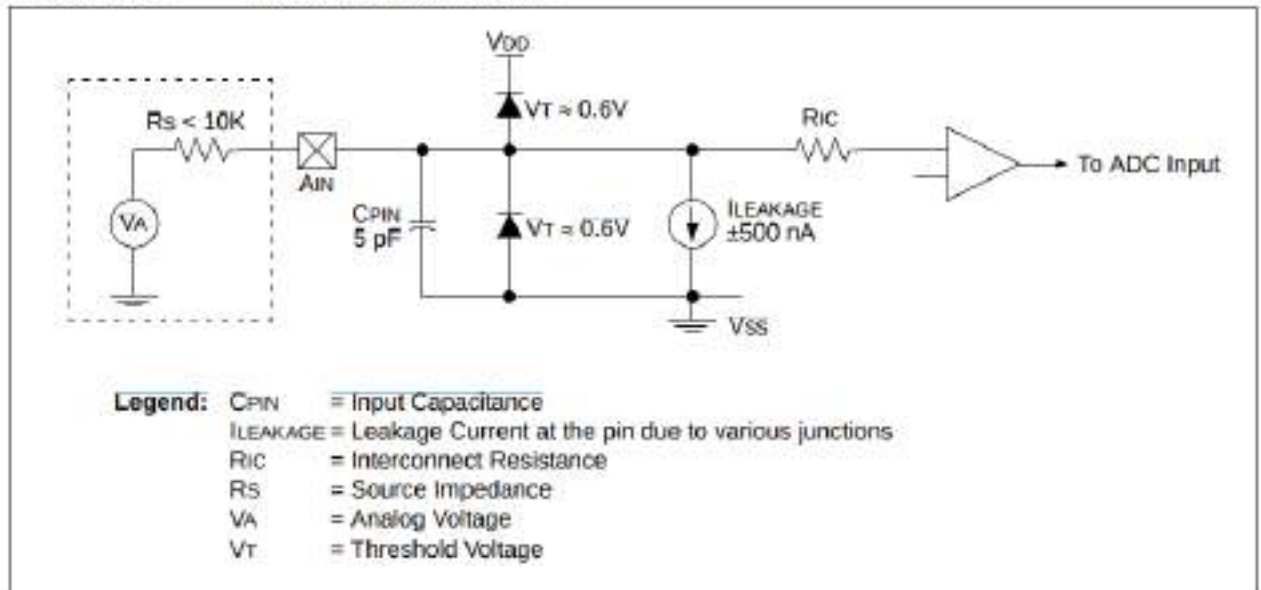 VDD
VT ≈ 0.6V
RS < 10K
RIC
AIN
To ADC Input
VA
CPIN
5 pF
VT ≈ 0.6V
ILEAKAGE
±500 nA
VSS
Legend: CPIN = Input Capacitance
ILEAKAGE = Leakage Current at the pin due to various junctions
RIC = Interconnect Resistance
RS = Source Impedance
VA = Analog Voltage
VT = Threshold Voltage